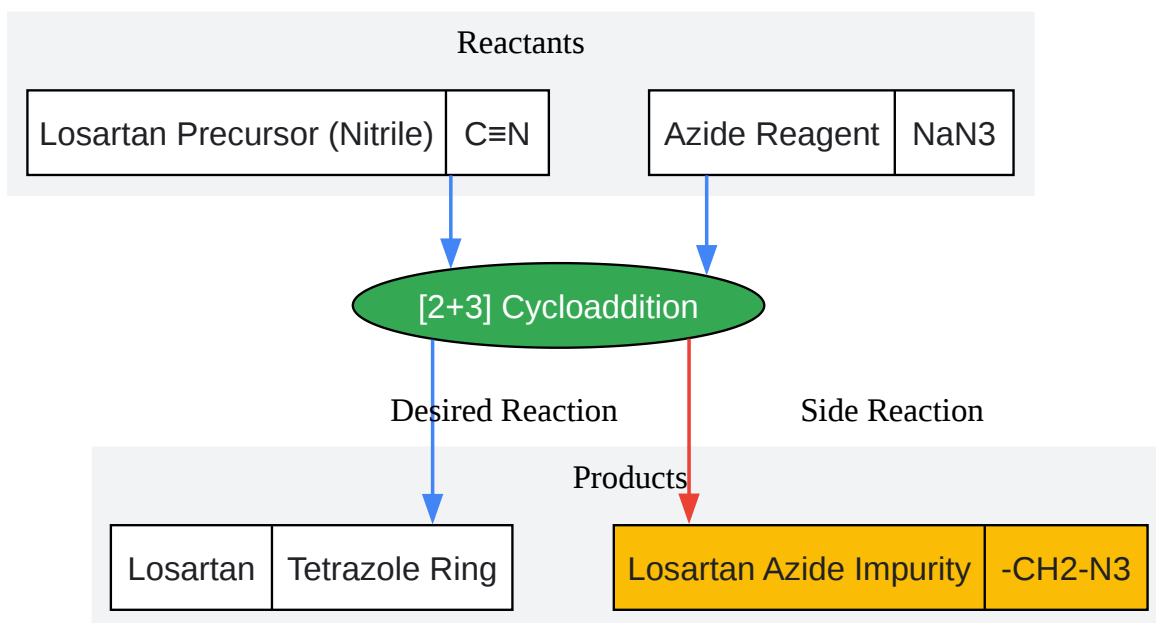 Reactants
Losartan Precursor (Nitrile) C≡N
Azide Reagent NaN3
[2+3] Cycloaddition
Desired Reaction
Side Reaction
Products
Losartan Tetrazole Ring
Losartan Azide Impurity -CH2-N3